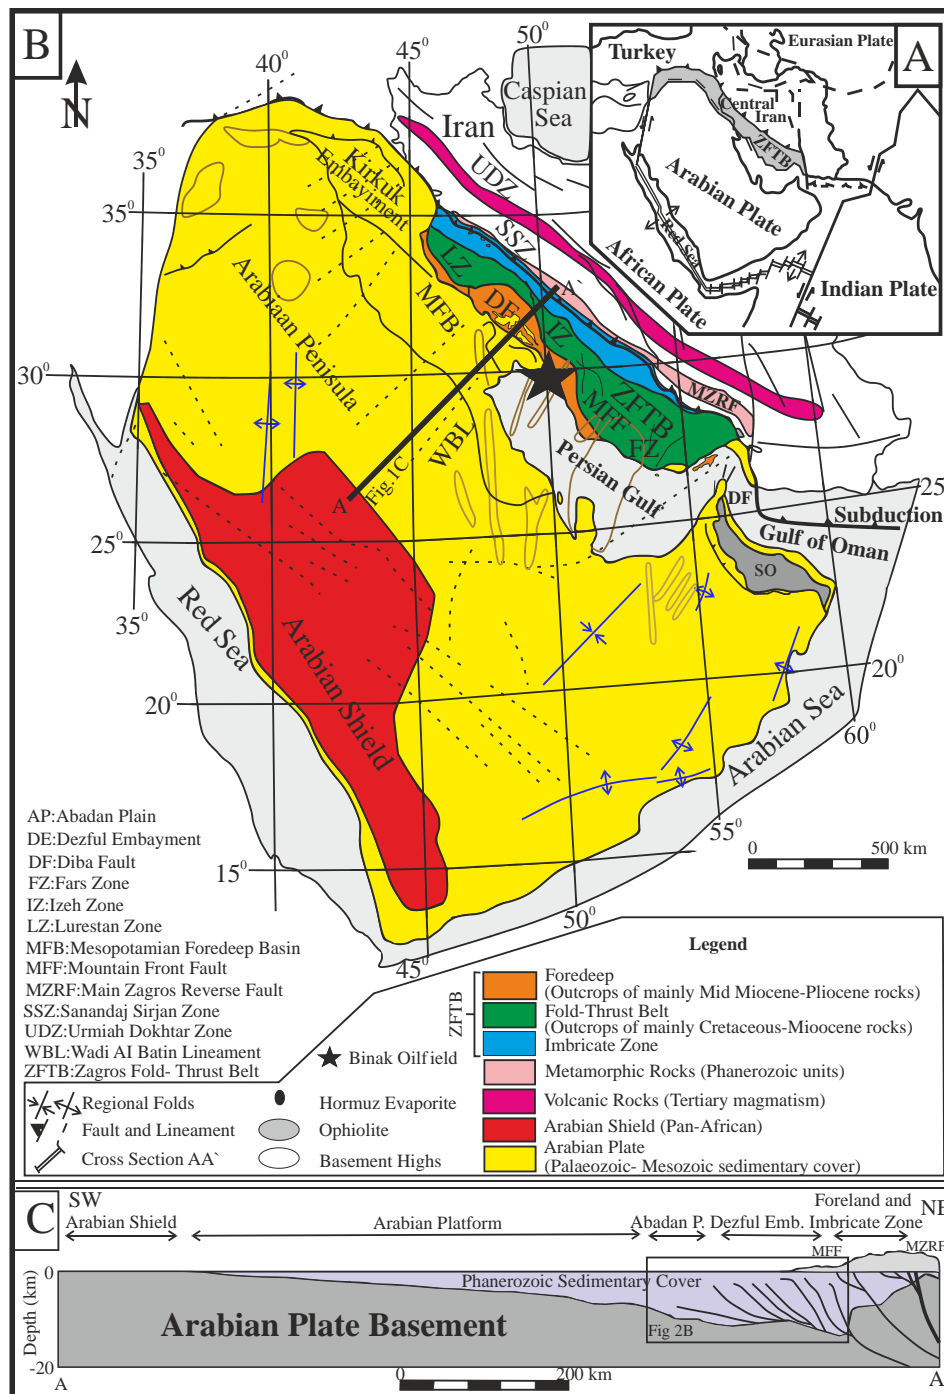 B
N
40⁰
45⁰
50⁰
35⁰
35⁰
30⁰
25⁰
35⁰
20⁰
15⁰
45⁰
50⁰
55⁰
60⁰
20⁰
25⁰
Caspian
Sea
Iran
UDZ
SSZ
Kirkuk
Embayiment
Arabiaan Penisula
MFB
LZ
DE
IZ
A`
ZFTB
MFF
FZ
MZRF
WBL
Fig.1C
A
Persian Gulf
DF
Subduction
Gulf of Oman
SO
Red Sea
Arabian Shield
Arabian Sea
0 500 km
A
Turkey
Eurasian Plate
Central
Iran
ZFTB
Arabian Plate
Red Sea
African Plate
Indian Plate
AP:Abadan Plain
DE:Dezful Embayment
DF:Diba Fault
FZ:Fars Zone
IZ:Izeh Zone
LZ:Lurestan Zone
MFB:Mesopotamian Foredeep Basin
MFF:Mountain Front Fault
MZRF:Main Zagros Reverse Fault
SSZ:Sanandaj Sirjan Zone
UDZ:Urmiah Dokhtar Zone
WBL:Wadi AI Batin Lineament
ZFTB:Zagros Fold- Thrust Belt
Binak Oilfield
Regional Folds
Fault and Lineament
Cross Section AA`
Hormuz Evaporite
Ophiolite
Basement Highs
Legend
ZFTB
Foredeep
(Outcrops of mainly Mid Miocene-Pliocene rocks)
Fold-Thrust Belt
(Outcrops of mainly Cretaceous-Mioocene rocks)
Imbricate Zone
Metamorphic Rocks (Phanerozoic units)
Volcanic Rocks (Tertiary magmatism)
Arabian Shield (Pan-African)
Arabian Plate
(Palaeozoic- Mesozoic sedimentary cover)
C
SW
NE
Arabian Shield
Arabian Platform
Abadan P.
Dezful Emb.
Foreland and
Imbricate Zone
MFF
MZRF
0
Depth (km)
-20
Phanerozoic Sedimentary Cover
Arabian Plate Basement
Fig 2B
A
0 200 km
A